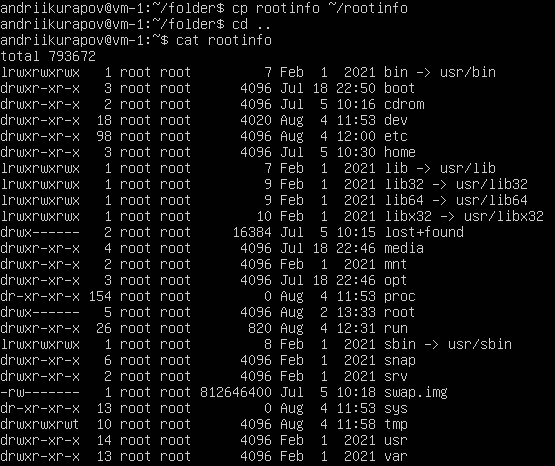 andriikurapov@vm-1:~/folder$ cp rootinfo ~/rootinfo
andriikurapov@vm-1:~/folder$ cd ..
andriikurapov@vm-1:~$ cat rootinfo
total 793672
lrwxrwxrwx   1 root root         7 Feb  1  2021 bin -> usr/bin
drwxr-xr-x   3 root root      4096 Jul 18 22:50 boot
drwxr-xr-x   2 root root      4096 Jul  5 10:16 cdrom
drwxr-xr-x  18 root root      4020 Aug  4 11:53 dev
drwxr-xr-x  98 root root      4096 Aug  4 12:00 etc
drwxr-xr-x   3 root root      4096 Jul  5 10:30 home
lrwxrwxrwx   1 root root         7 Feb  1  2021 lib -> usr/lib
lrwxrwxrwx   1 root root         9 Feb  1  2021 lib32 -> usr/lib32
lrwxrwxrwx   1 root root         9 Feb  1  2021 lib64 -> usr/lib64
lrwxrwxrwx   1 root root        10 Feb  1  2021 libx32 -> usr/libx32
drwx------   2 root root     16384 Jul  5 10:15 lost+found
drwxr-xr-x   4 root root      4096 Jul 18 22:46 media
drwxr-xr-x   2 root root      4096 Feb  1  2021 mnt
drwxr-xr-x   3 root root      4096 Jul 18 22:46 opt
dr-xr-xr-x 154 root root         0 Aug  4 11:53 proc
drwx------   5 root root      4096 Aug  2 13:33 root
drwxr-xr-x  26 root root       820 Aug  4 12:31 run
lrwxrwxrwx   1 root root         8 Feb  1  2021 sbin -> usr/sbin
drwxr-xr-x   6 root root      4096 Feb  1  2021 snap
drwxr-xr-x   2 root root      4096 Feb  1  2021 srv
-rw-------   1 root root 812646400 Jul  5 10:18 swap.img
dr-xr-xr-x  13 root root         0 Aug  4 11:53 sys
drwxrwxrwt  10 root root      4096 Aug  4 11:58 tmp
drwxr-xr-x  14 root root      4096 Feb  1  2021 usr
drwxr-xr-x  13 root root      4096 Feb  1  2021 var